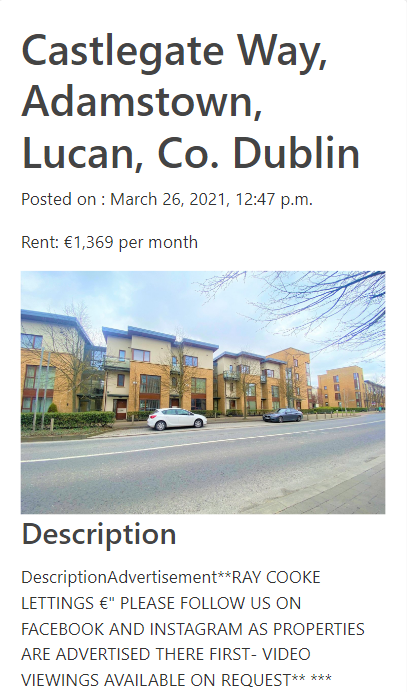 Castlegate Way,
Adamstown,
Lucan, Co. Dublin
Posted on : March 26, 2021, 12:47 p.m.
Rent: €1,369 per month
Description
DescriptionAdvertisement**RAY COOKE
LETTINGS €" PLEASE FOLLOW US ON
FACEBOOK AND INSTAGRAM AS PROPERTIES
ARE ADVERTISED THERE FIRST- VIDEO
VIEWINGS AVAILABLE ON REQUEST** ***